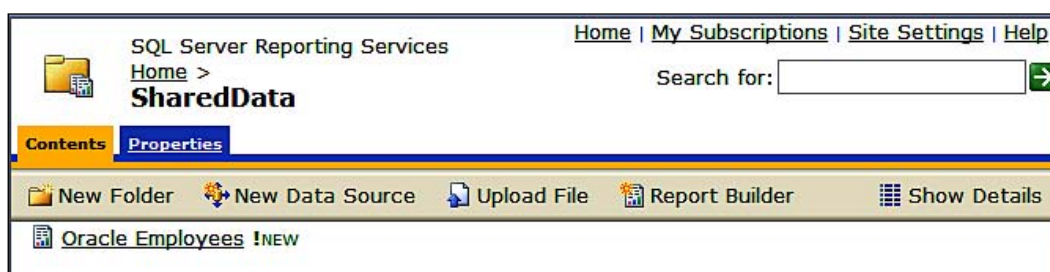 SQL Server Reporting Services
Home >
SharedData
Home | My Subscriptions | Site Settings | Help
Search for:
Contents Properties
New Folder New Data Source Upload File Report Builder Show Details
Oracle Employees !NEW